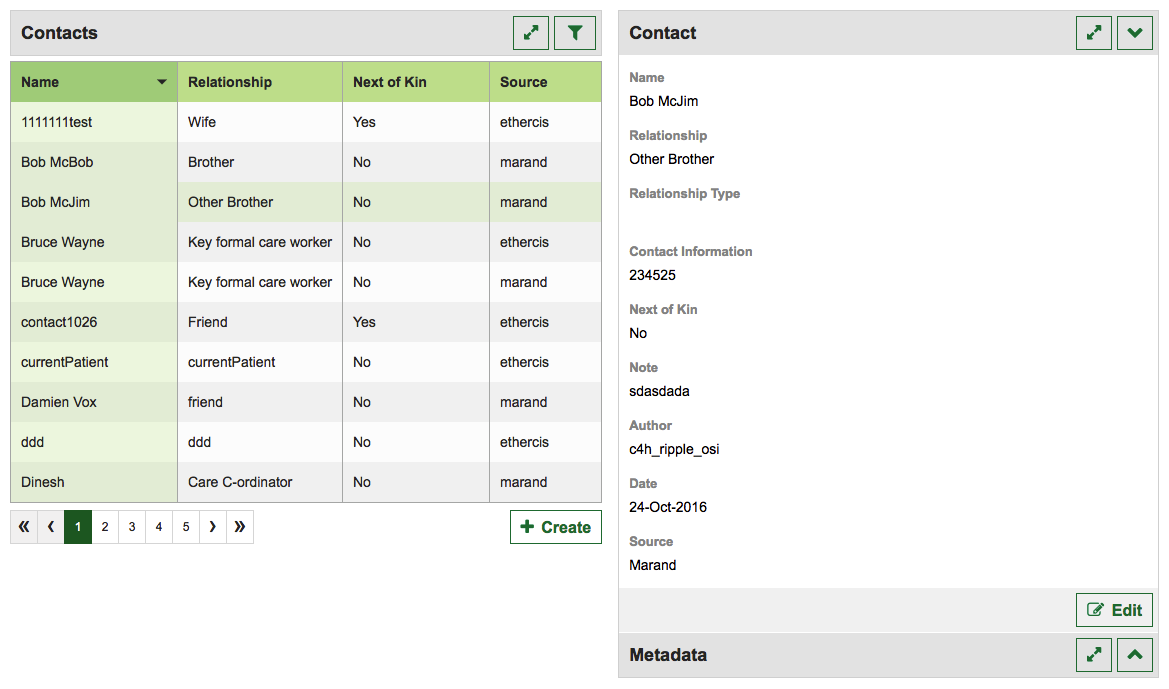 Contacts
Name Relationship Next of Kin Source
1111111test Wife Yes ethercis
Bob McBob Brother No marand
Bob McJim Other Brother No marand
Bruce Wayne Key formal care worker No ethercis
Bruce Wayne Key formal care worker No marand
contact1026 Friend Yes ethercis
currentPatient currentPatient No ethercis
Damien Vox friend No marand
ddd ddd No ethercis
Dinesh Care C-ordinator No marand
« ‹ 1 2 3 4 5 › »
+ Create
Contact
Name
Bob McJim
Relationship
Other Brother
Relationship Type
Contact Information
234525
Next of Kin
No
Note
sdasdada
Author
c4h_ripple_osi
Date
24-Oct-2016
Source
Marand
Edit
Metadata